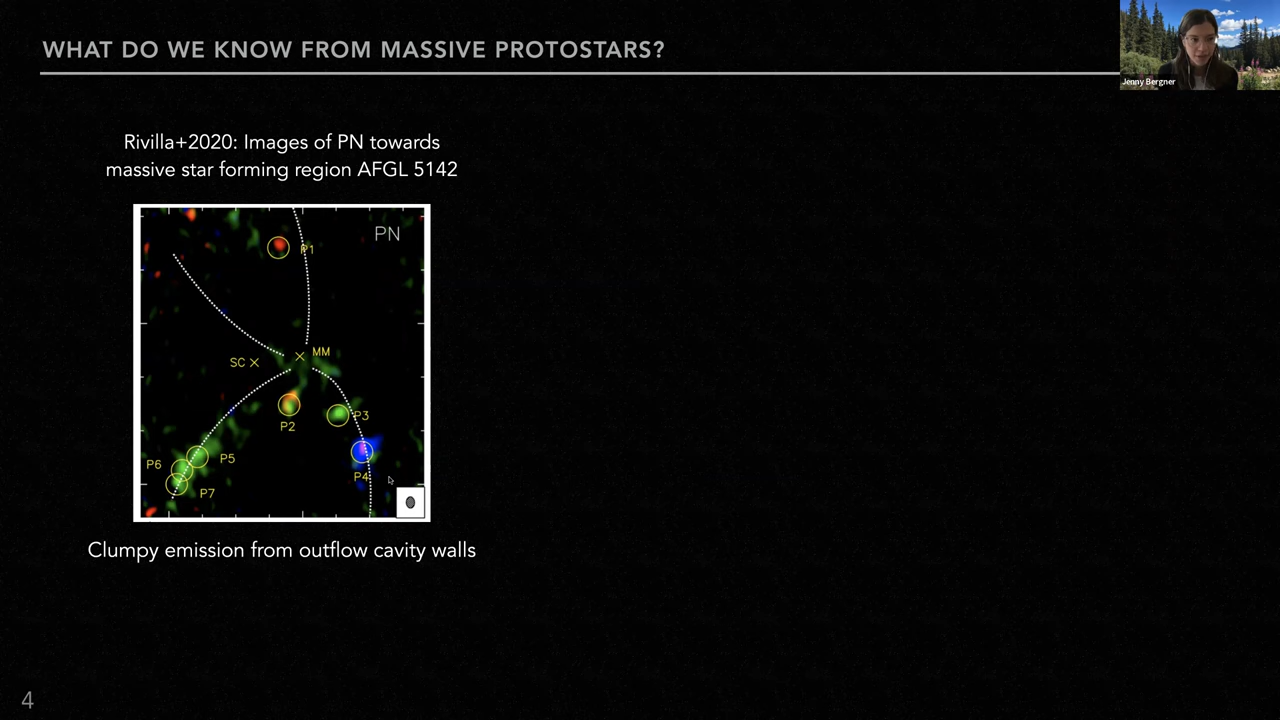 WHAT DO WE KNOW FROM MASSIVE PROTOSTARS?
Jenny Bergner
Rivilla+2020: Images of PN towards
massive star forming region AFGL 5142
PN
P1
SC
MM
P2
P3
P5
P6
P4
P7
Clumpy emission from outflow cavity walls
4